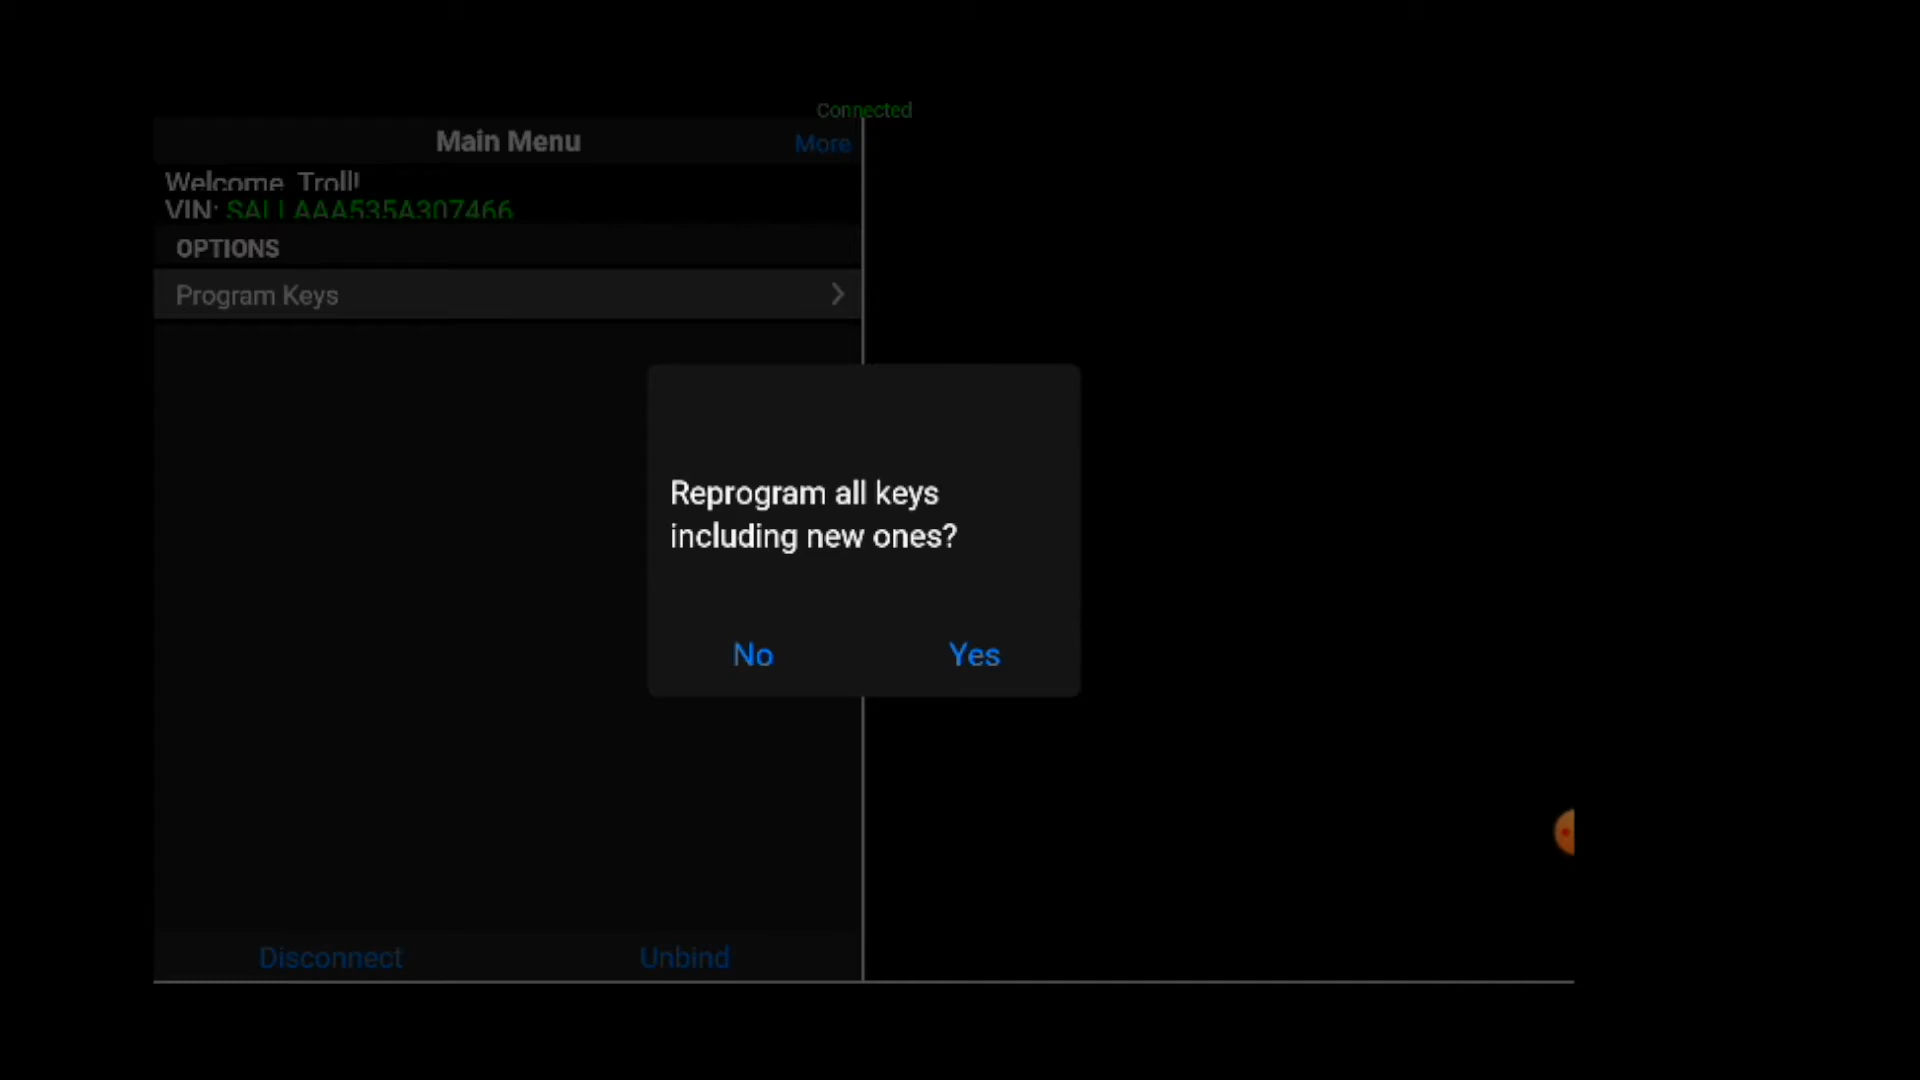 Connected
Main Menu
More
Welcome, Troll!
VIN: SALLAAA535A307466
OPTIONS
Program Keys
Reprogram all keys
including new ones?
No
Yes
Disconnect
Unbind